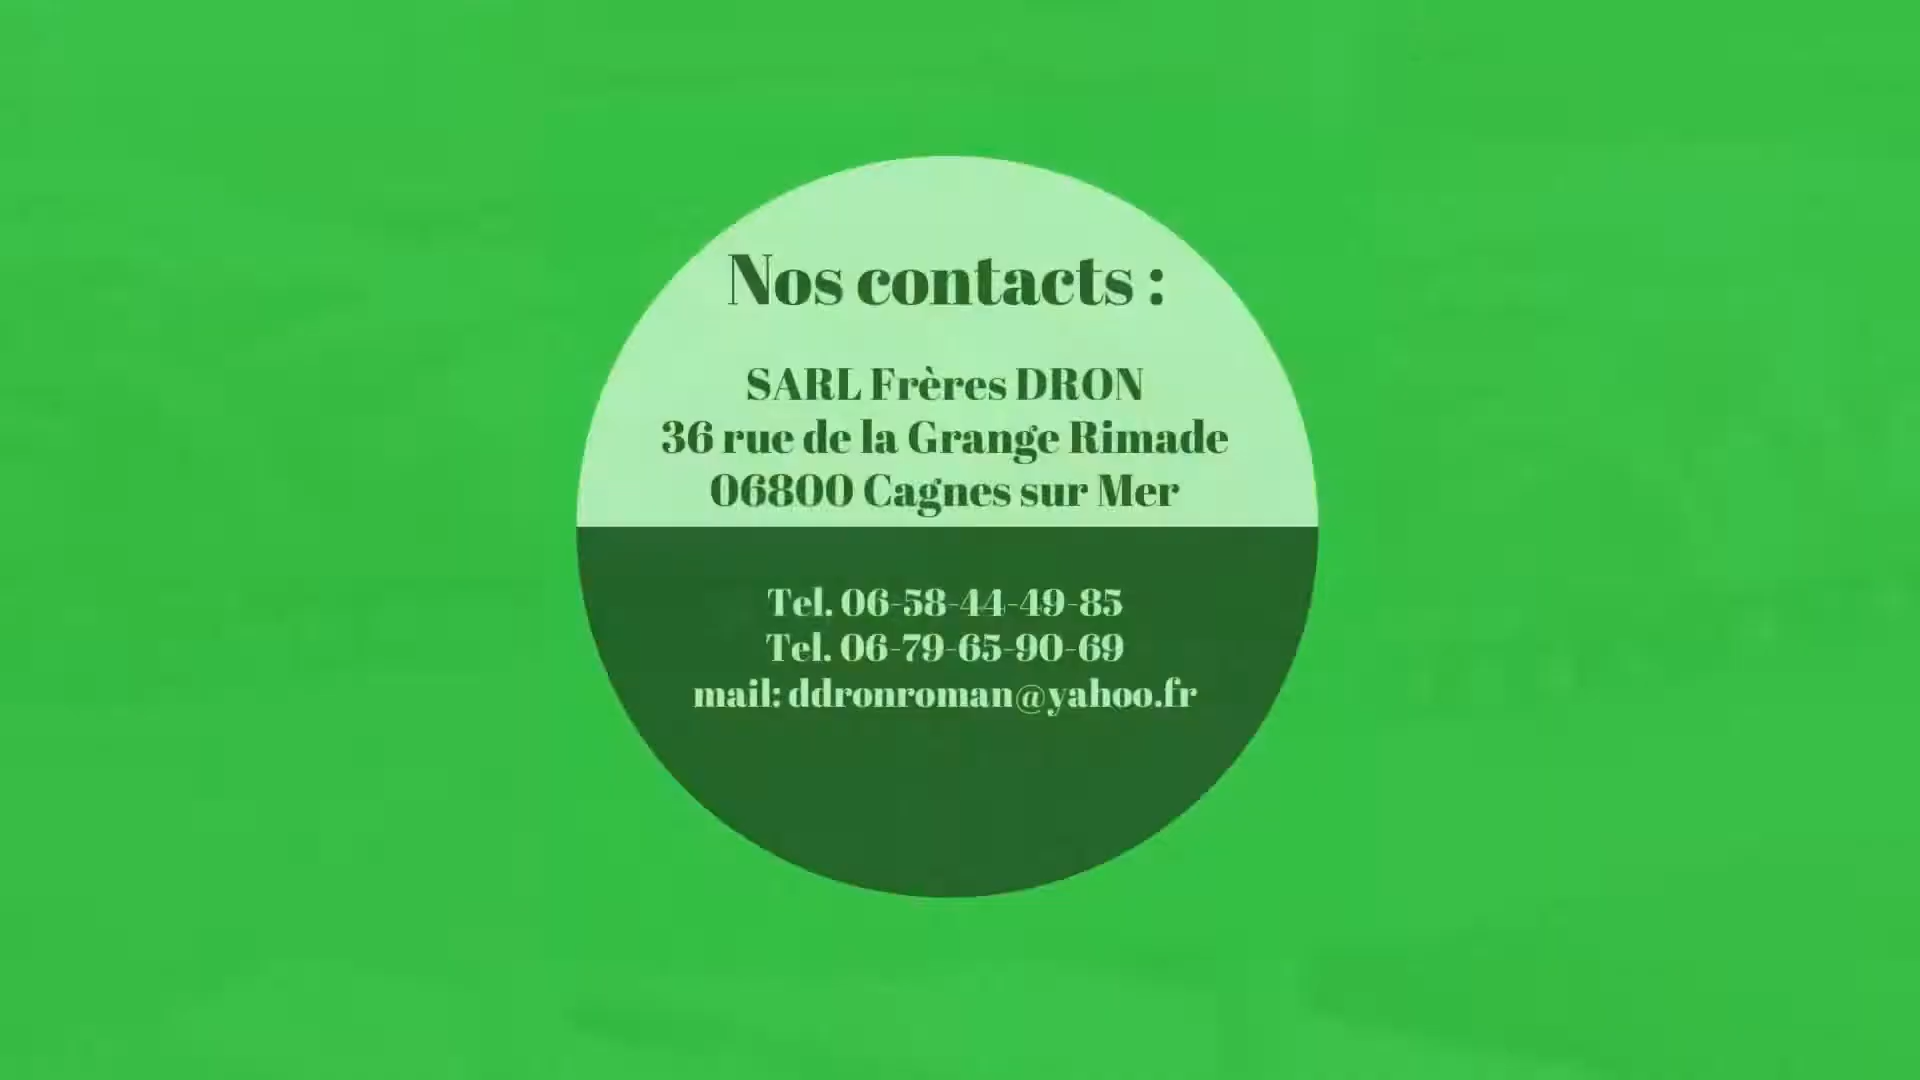 Nos contacts :
SARL Frères DRON
36 rue de la Grange Rimade
06800 Cagnes sur Mer
Tel. 06-58-44-49-85
Tel. 06-79-65-90-69
mail: ddronroman@yahoo.fr